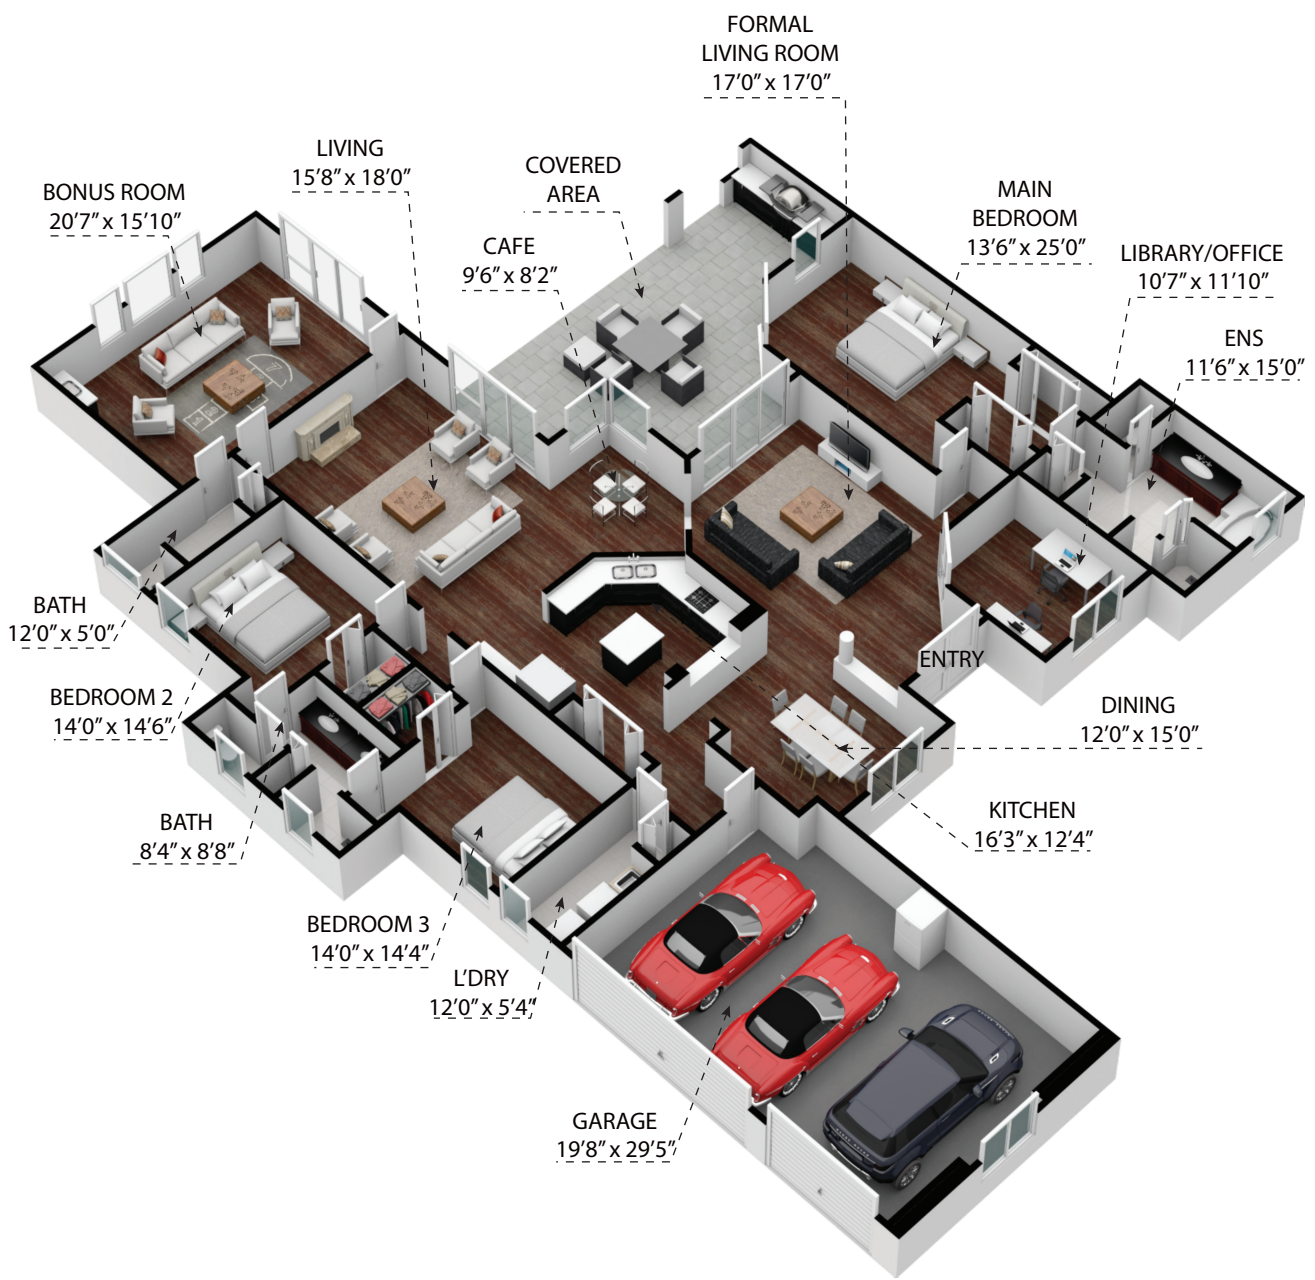 FORMAL
LIVING ROOM
17’0” x 17’0”
LIVING
15’8” x 18’0”
COVERED
AREA
BONUS ROOM
20’7” x 15’10”
MAIN
BEDROOM
13’6” x 25’0”
CAFE
9’6” x 8’2”
LIBRARY/OFFICE
10’7” x 11’10”
ENS
11’6” x 15’0”
BATH
12’0” x 5’0”
ENTRY
BEDROOM 2
14’0” x 14’6”
DINING
12’0” x 15’0”
BATH
8’4” x 8’8”
KITCHEN
16’3” x 12’4”
BEDROOM 3
14’0” x 14’4”
L’DRY
12’0” x 5’4”
GARAGE
19’8” x 29’5”